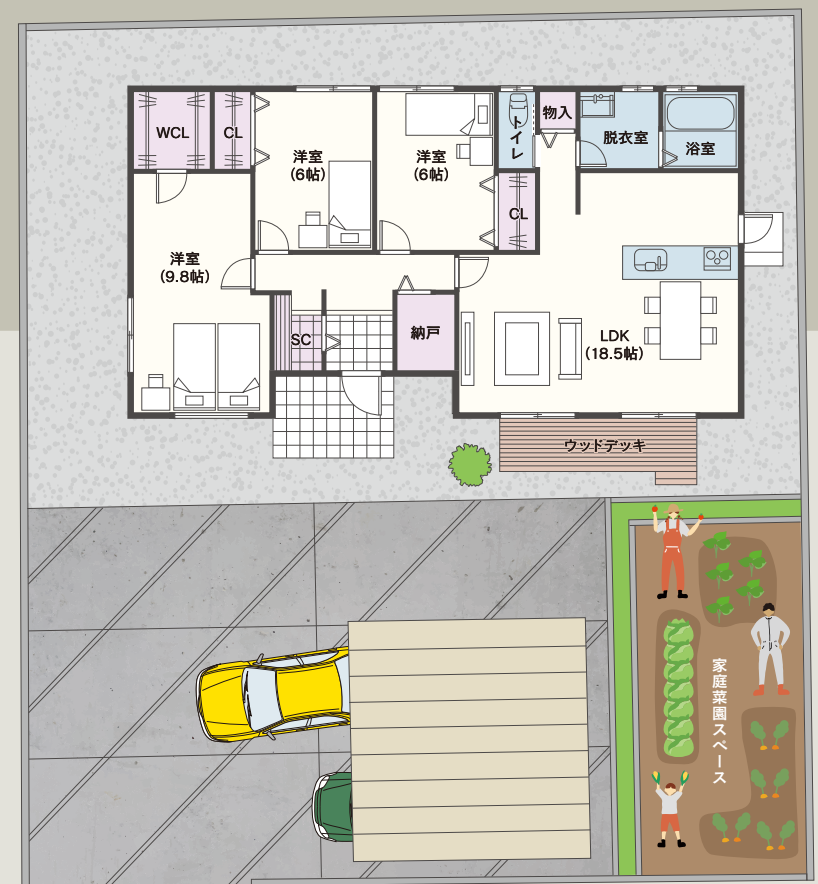 WCL
CL
洋室
(6帖)
洋室
(6帖)
トイレ
物入
脱衣室
浴室
CL
洋室
(9.8帖)
SC
納戸
LDK
(18.5帖)
ウッドデッキ
家庭菜園スペース